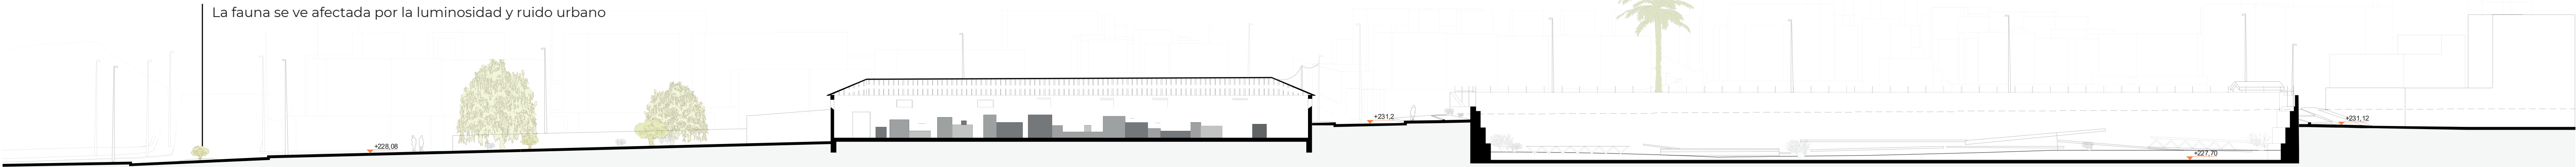 La fauna se ve afectada por la luminosidad y ruido urbano
+228,08
+231,2
+227,70
+231,12